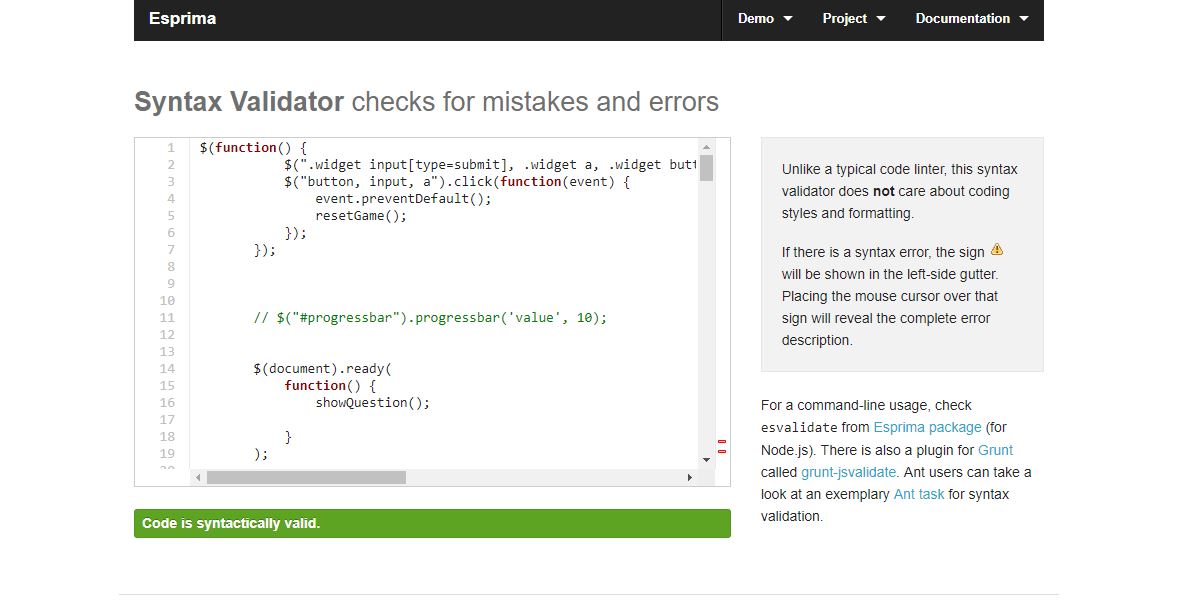 Esprima Demo Project Documentation
Syntax Validator checks for mistakes and errors
1 $(function() {
2 $(".widget input[type=submit], .widget a, .widget
3 $("button, input, a").click(function(event) {
4 event.preventDefault();
5 resetGame();
6 });
7 });
8
9
10
11 // $("#progressbar").progressbar('value', 10);
12
13
14 $(document).ready(
15 function() {
16 showQuestion();
17
18 }
19 );
Code is syntactically valid.
Unlike a typical code linter, this syntax
validator does not care about coding
styles and formatting.
If there is a syntax error, the sign
will be shown in the left-side gutter.
Placing the mouse cursor over that
sign will reveal the complete error
description.
For a command-line usage, check
esvalidate from Esprima package (for
Node.js). There is also a plugin for Grunt
called grunt-jsvalidate. Ant users can take a
look at an exemplary Ant task for syntax
validation.